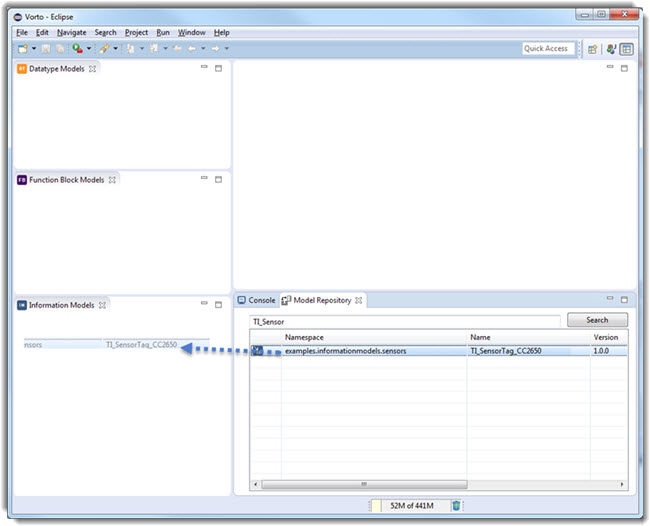 Vorto - Eclipse
File Edit Navigate Search Project Run Window Help
Quick Access
DT Datatype Models
FB Function Block Models
IM Information Models
nsors TI_SensorTag_CC2650
Console Model Repository
TI_Sensor Search
Namespace Name Version
examples.informationmodels.sensors TI_SensorTag_CC2650 1.0.0
52M of 441M